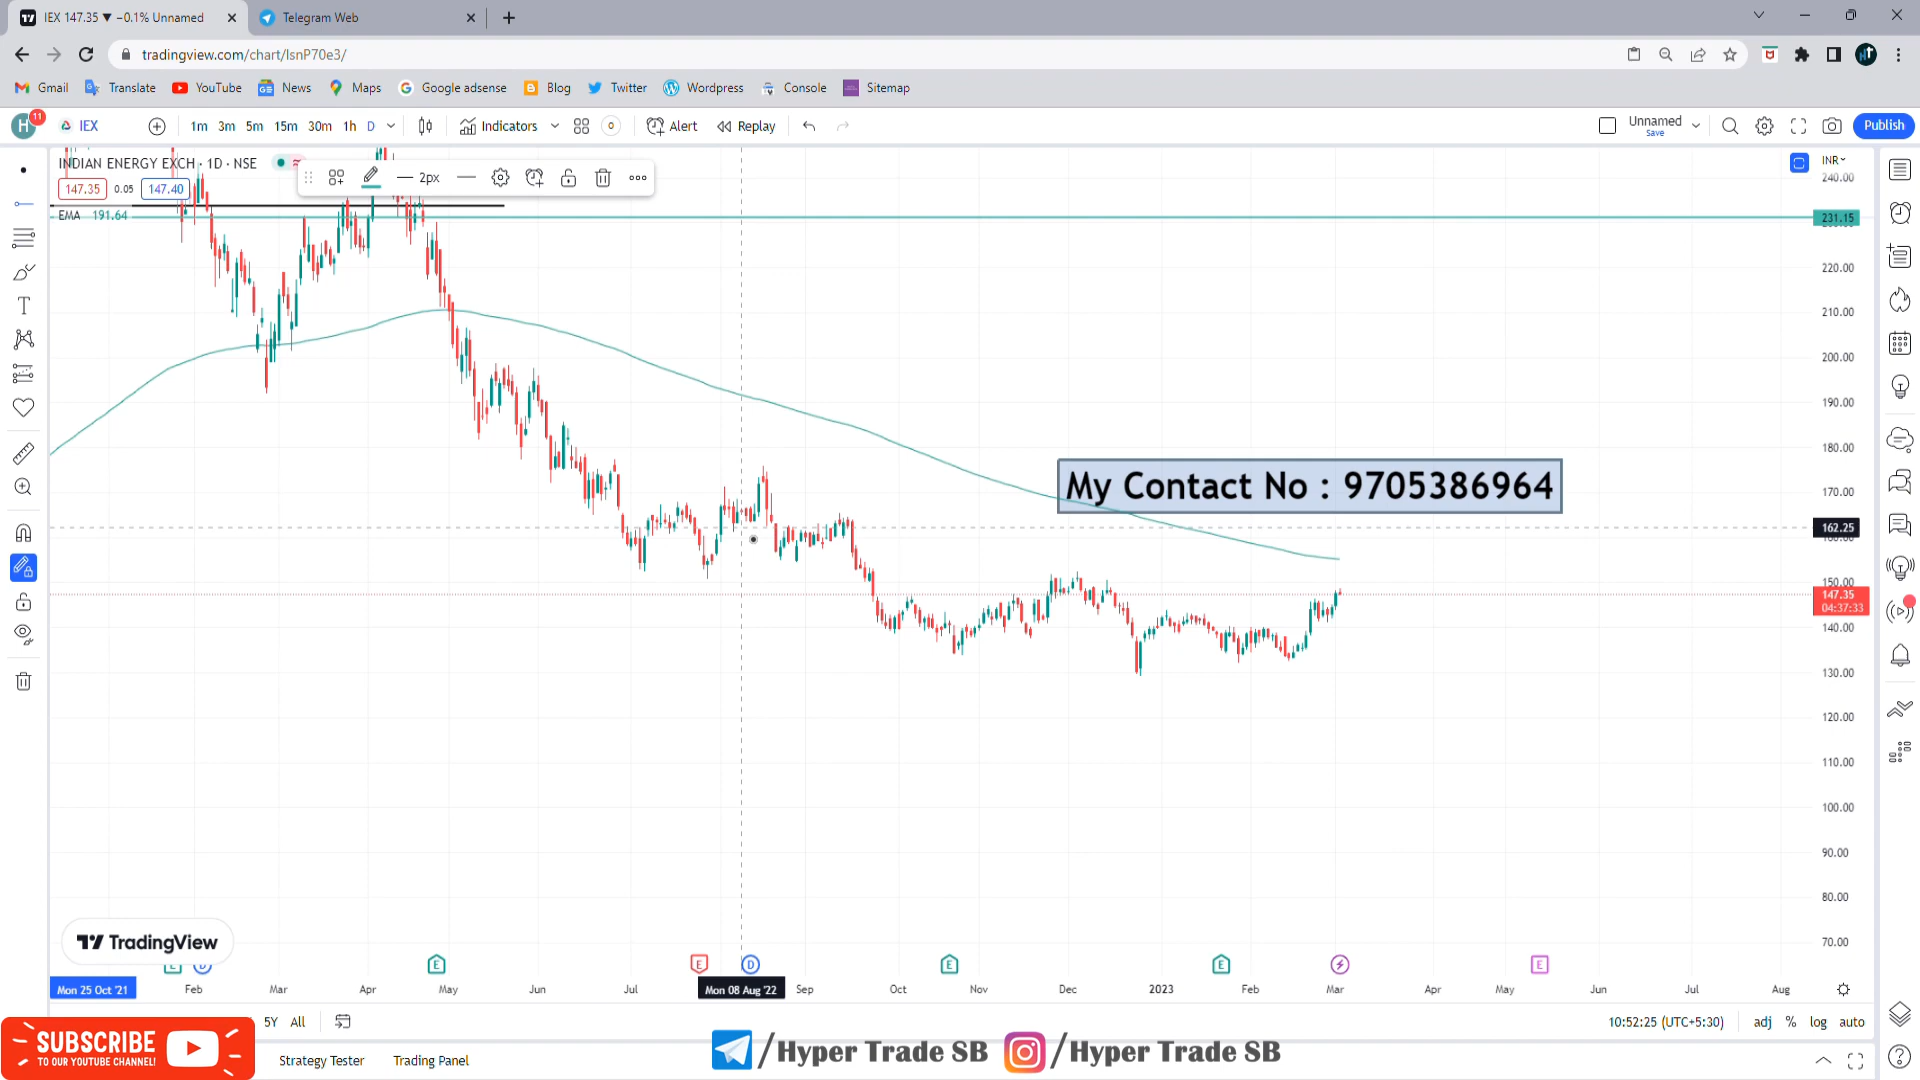 IEX 147.35 ▼ −0.1% Unnamed
Telegram Web
tradingview.com/chart/lsnP70e3/
Gmail Translate YouTube News Maps Google adsense Blog Twitter Wordpress Console Sitemap
H 11 IEX 1m 3m 5m 15m 30m 1h D Indicators Alert Replay Unnamed Save Publish
INDIAN ENERGY EXCH · 1D · NSE
147.35 0.05 147.40
EMA 191.64
2px
INR
240.00
231.15
220.00
210.00
200.00
190.00
180.00
170.00
162.25
150.00
147.35
04:37:33
140.00
130.00
120.00
110.00
100.00
90.00
80.00
70.00
My Contact No : 9705386964
TradingView
E D E E D E E E
Mon 25 Oct '21 Feb Mar Apr May Jun Jul Mon 08 Aug '22 Sep Oct Nov Dec 2023 Feb Mar Apr May Jun Jul Aug
5Y All
10:52:25 (UTC+5:30) adj % log auto
SUBSCRIBE
TO OUR YOUTUBE CHANNEL!
Strategy Tester Trading Panel
/Hyper Trade SB /Hyper Trade SB